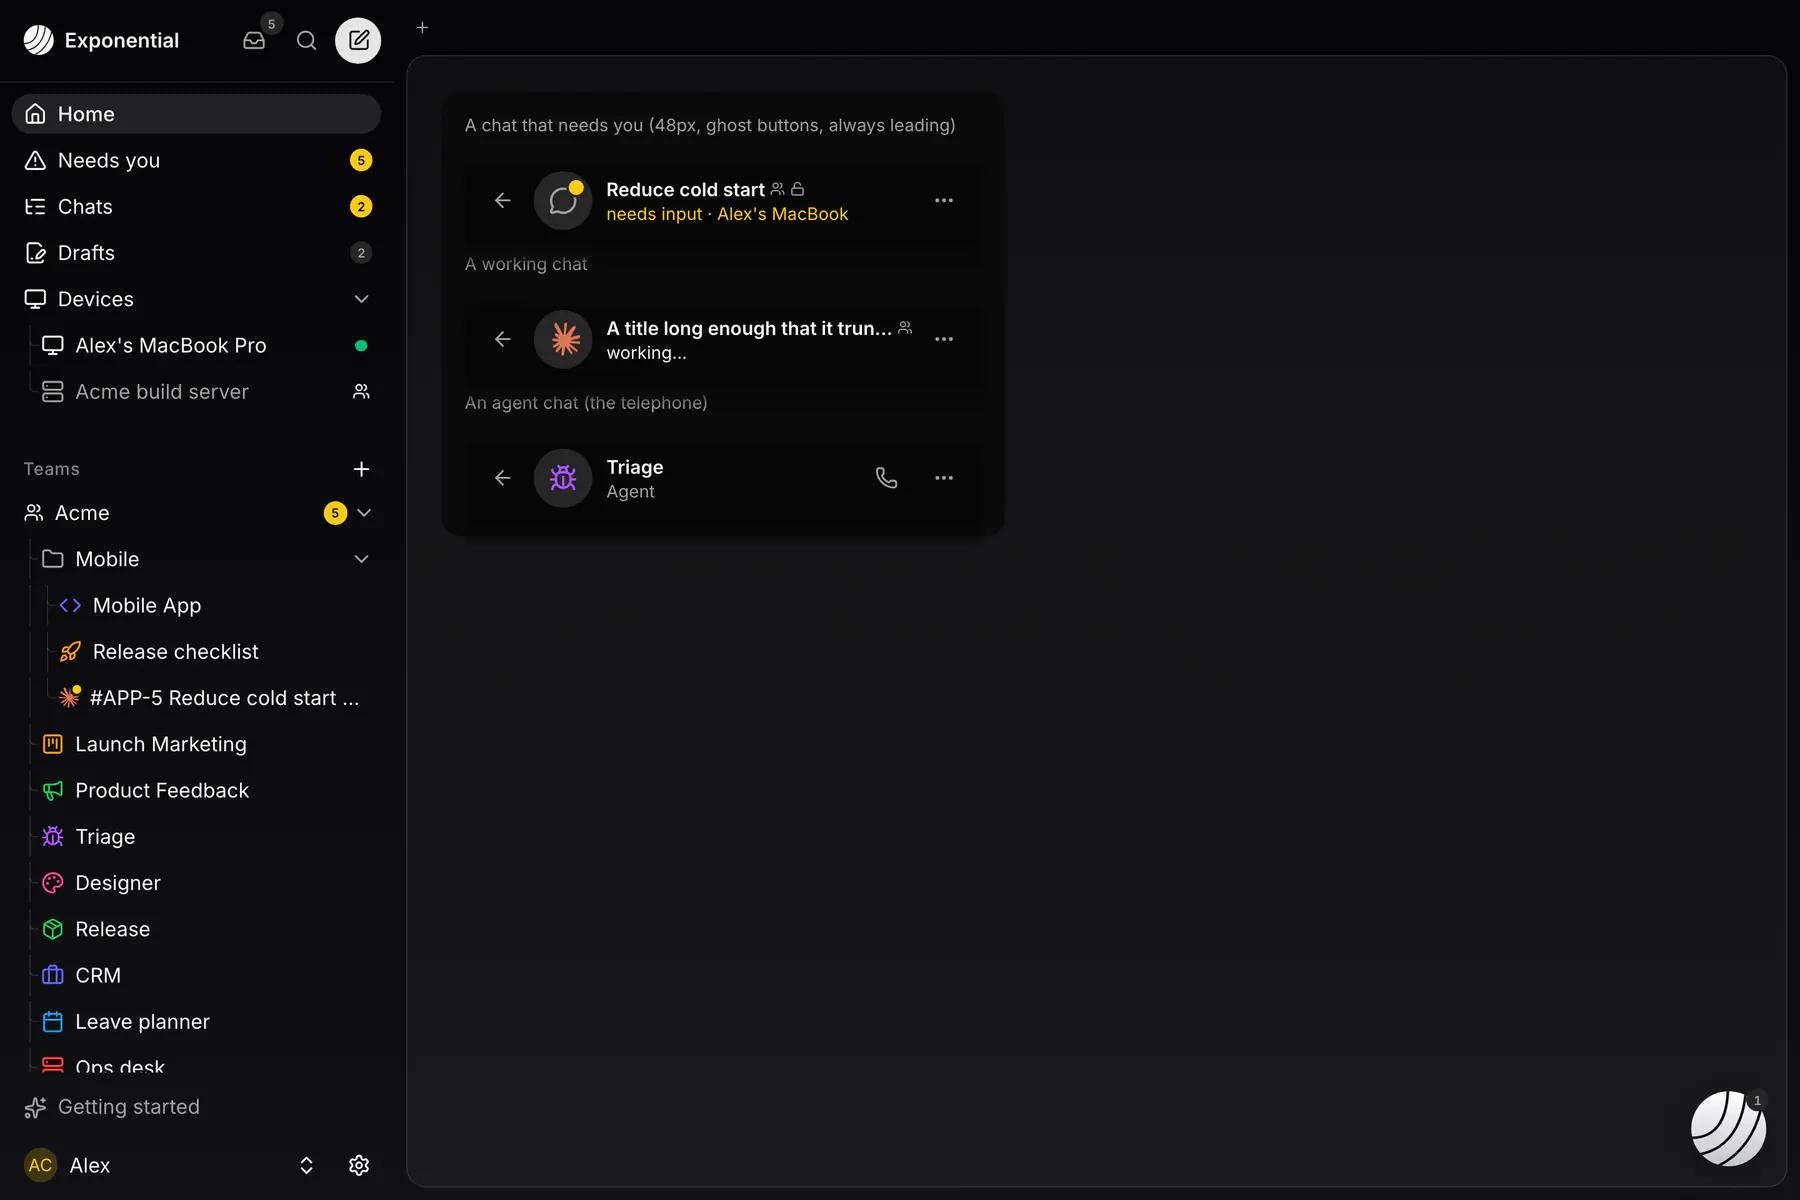 Exponential
5
Home
Needs you
5
Chats
2
Drafts
2
Devices
Alex's MacBook Pro
Acme build server
Teams
Acme
5
Mobile
Mobile App
Release checklist
#APP-5 Reduce cold start ...
Launch Marketing
Product Feedback
Triage
Designer
Release
CRM
Leave planner
Ops desk
Getting started
AC
Alex
A chat that needs you (48px, ghost buttons, always leading)
Reduce cold start
needs input · Alex's MacBook
A working chat
A title long enough that it trun...
working...
An agent chat (the telephone)
Triage
Agent
1